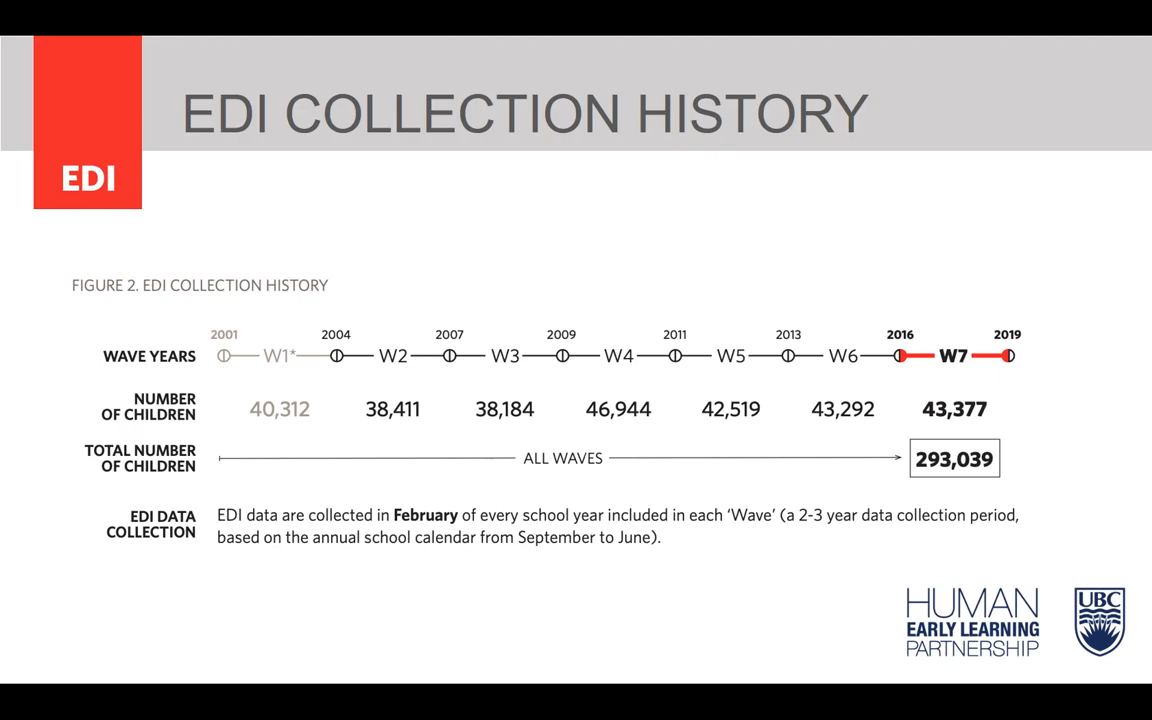 EDI COLLECTION HISTORY
EDI
FIGURE 2. EDI COLLECTION HISTORY
2001 2004 2007 2009 2011 2013 2016 2019
WAVE YEARS W1* W2 W3 W4 W5 W6 W7
NUMBER
OF CHILDREN
40,312 38,411 38,184 46,944 42,519 43,292 43,377
TOTAL NUMBER
OF CHILDREN
ALL WAVES 293,039
EDI DATA
COLLECTION
EDI data are collected in February of every school year included in each ‘Wave’ (a 2-3 year data collection period,
based on the annual school calendar from September to June).
HUMAN
EARLY LEARNING
PARTNERSHIP
UBC